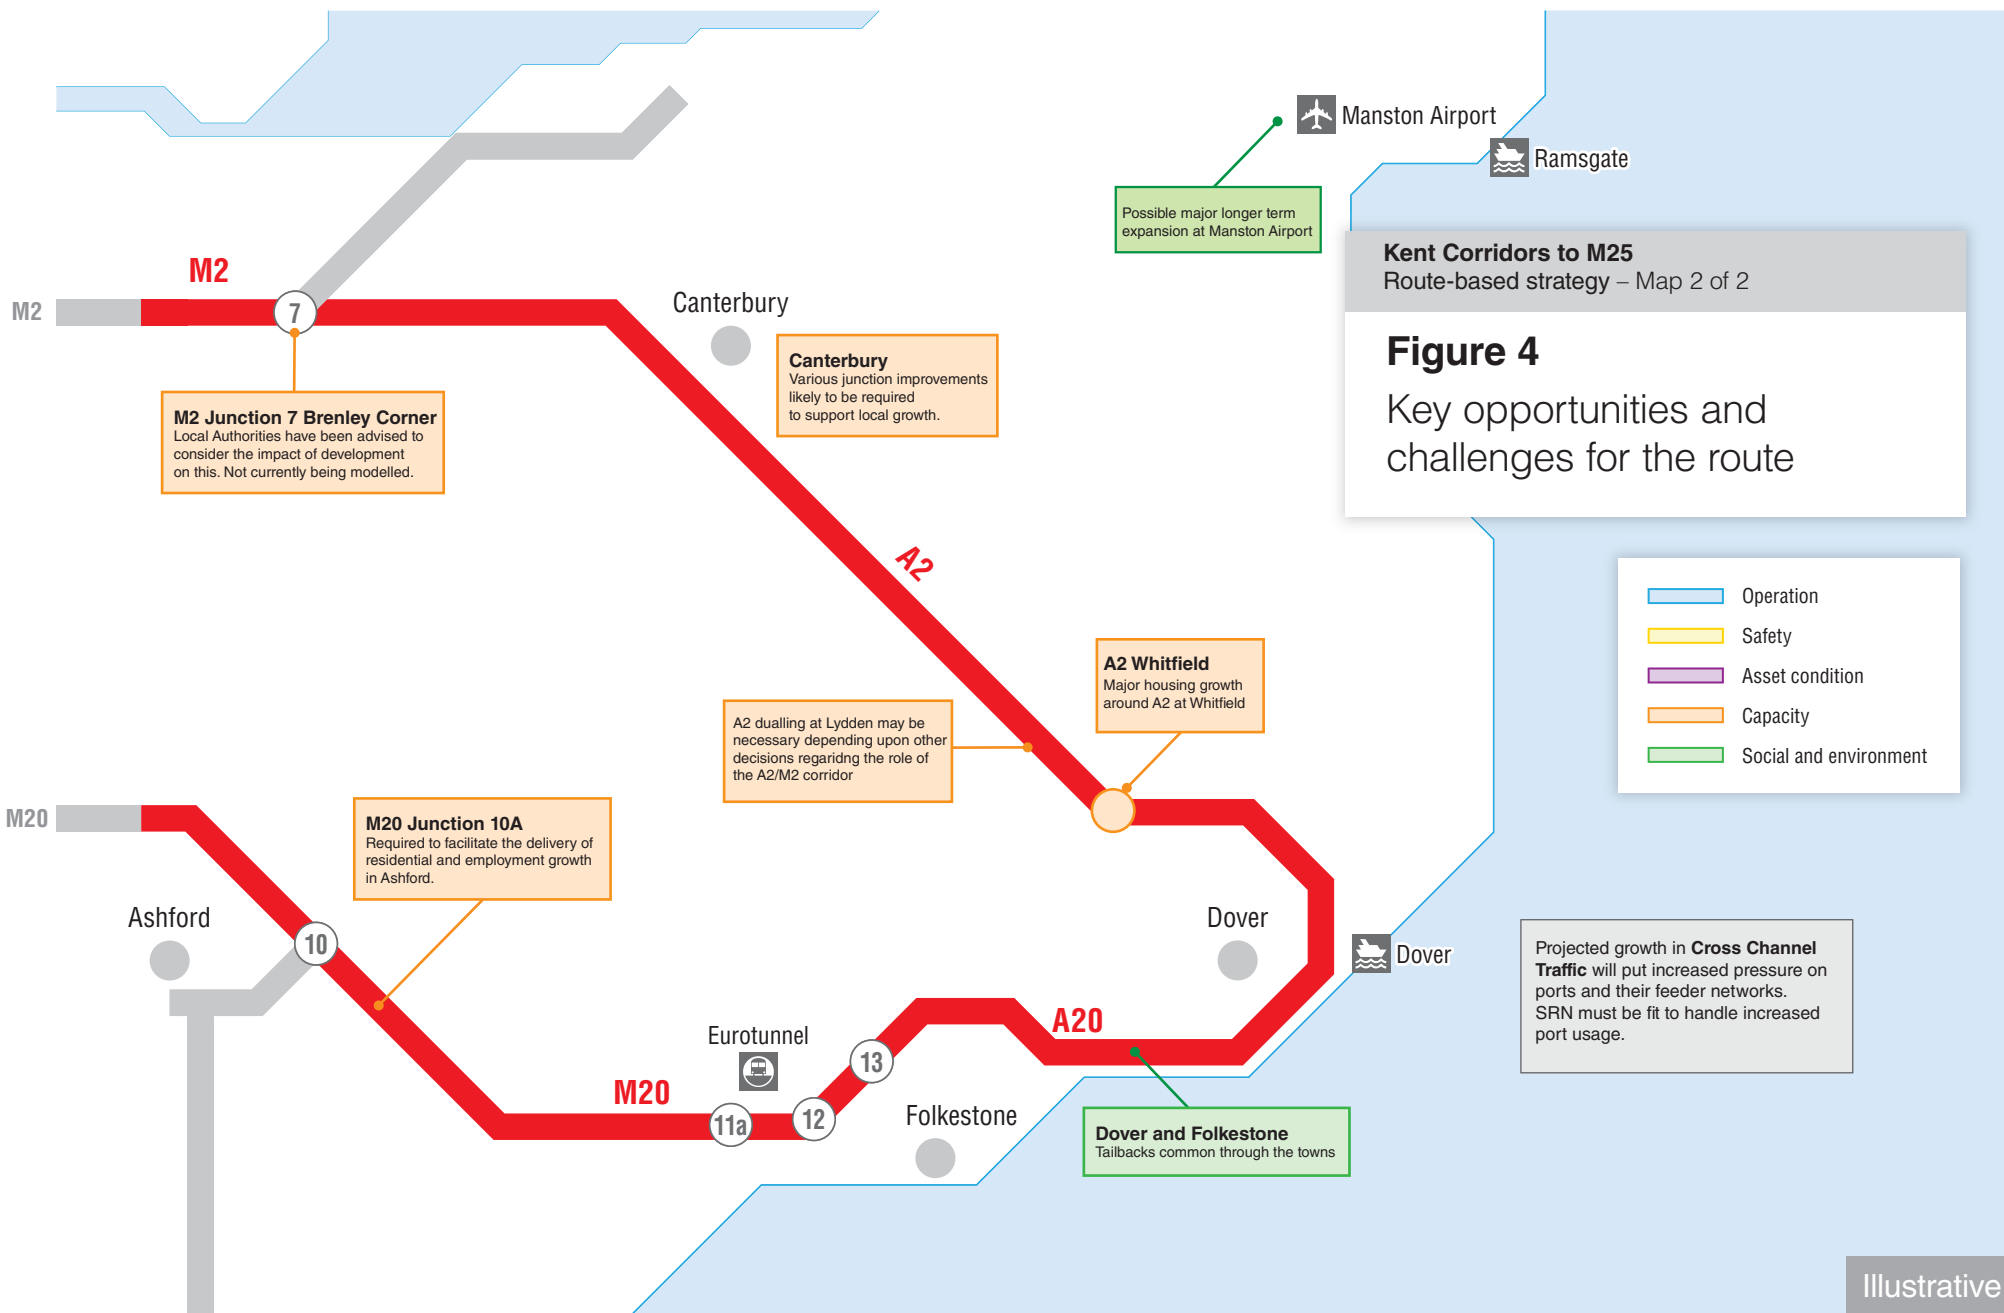 Manston Airport
Ramsgate
Possible major longer term
expansion at Manston Airport
Kent Corridors to M25
Route-based strategy – Map 2 of 2
Figure 4
Key opportunities and
challenges for the route
M2
M2
7
Canterbury
Canterbury
Various junction improvements
likely to be required
to support local growth.
M2 Junction 7 Brenley Corner
Local Authorities have been advised to
consider the impact of development
on this. Not currently being modelled.
A2
Operation
Safety
Asset condition
Capacity
Social and environment
A2 Whitfield
Major housing growth
around A2 at Whitfield
A2 dualling at Lydden may be
necessary depending upon other
decisions regaridng the role of
the A2/M2 corridor
M20
M20 Junction 10A
Required to facilitate the delivery of
residential and employment growth
in Ashford.
Ashford
10
Dover
Dover
Projected growth in Cross Channel
Traffic will put increased pressure on
ports and their feeder networks.
SRN must be fit to handle increased
port usage.
Eurotunnel
A20
13
M20
11a
12
Folkestone
Dover and Folkestone
Tailbacks common through the towns
Illustrative